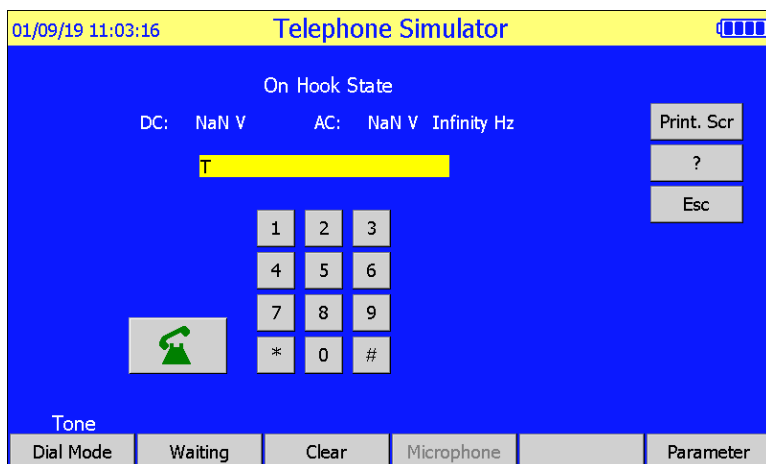 01/09/19 11:03:16 Telephone Simulator
On Hook State
DC: NaN V AC: NaN V Infinity Hz
Print. Scr
T
?
Esc
1 2 3
4 5 6
7 8 9
* 0 #
Tone
Dial Mode Waiting Clear Microphone Parameter